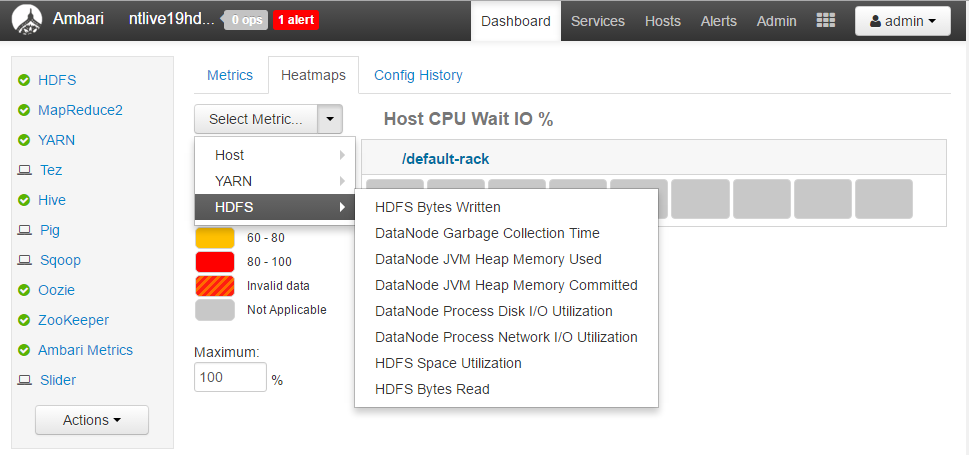 Ambari ntlive19hd... 0 ops 1 alert Dashboard Services Hosts Alerts Admin admin
HDFS
MapReduce2
YARN
Tez
Hive
Pig
Sqoop
Oozie
ZooKeeper
Ambari Metrics
Slider
Actions
Metrics Heatmaps Config History
Select Metric... Host CPU Wait IO %
/default-rack
Host
YARN
HDFS
HDFS Bytes Written
DataNode Garbage Collection Time
DataNode JVM Heap Memory Used
DataNode JVM Heap Memory Committed
DataNode Process Disk I/O Utilization
DataNode Process Network I/O Utilization
HDFS Space Utilization
HDFS Bytes Read
60 - 80
80 - 100
Invalid data
Not Applicable
Maximum:
100 %